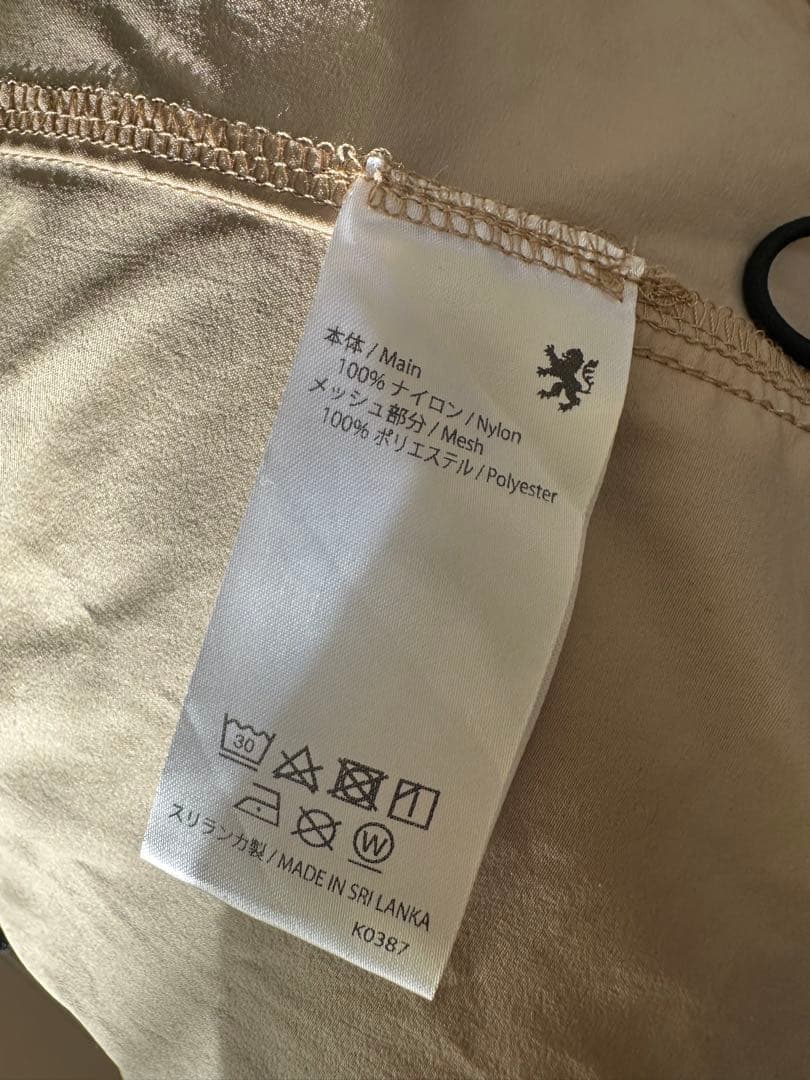 本体 / Main
100% ナイロン / Nylon
メッシュ部分 / Mesh
100% ポリエステル / Polyester
30
W
スリランカ製 / MADE IN SRI LANKA
K0387